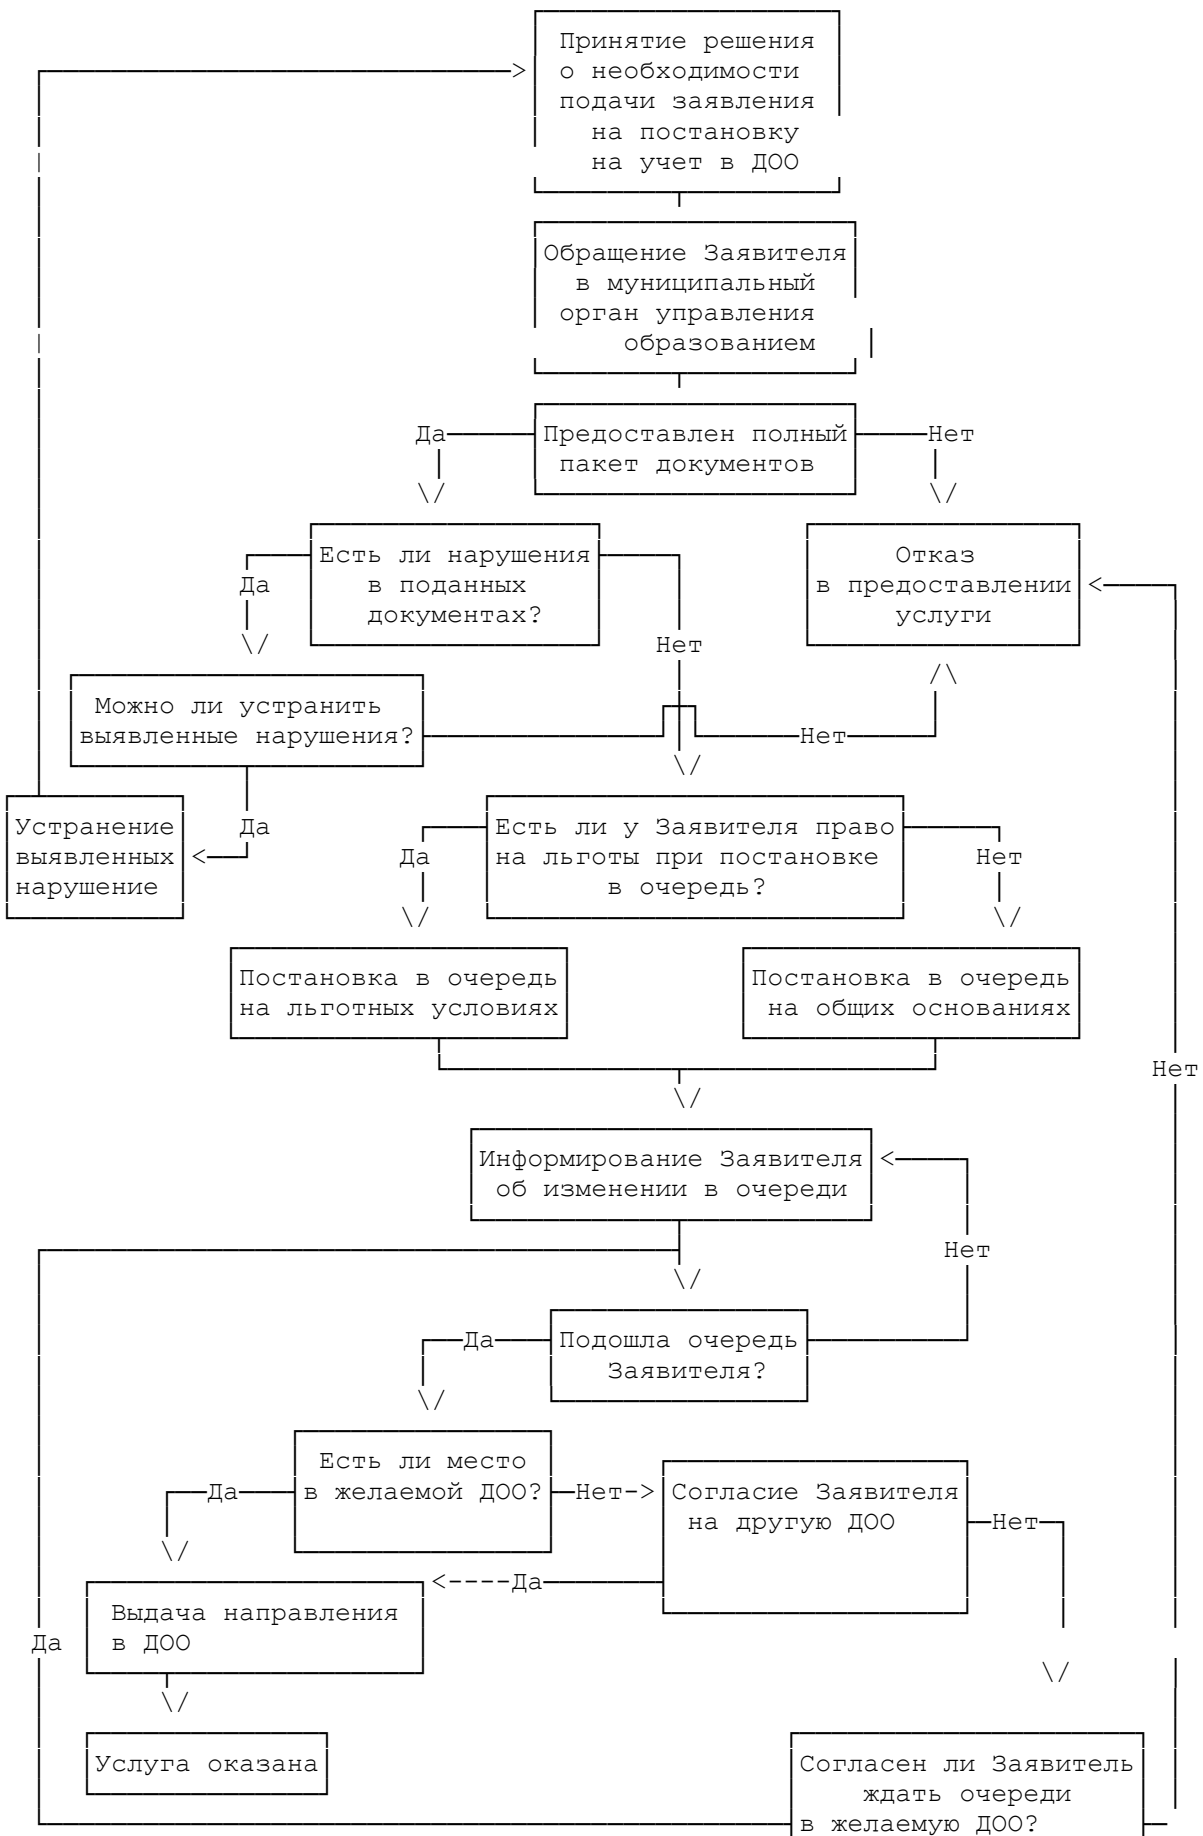 Принятие решения
о необходимости
подачи заявления
на постановку
на учет в ДОО
Обращение Заявителя
в муниципальный
орган управления
образованием
Да
Предоставлен полный
пакет документов
Нет
Есть ли нарушения
в поданных
документах?
Да
Нет
Отказ
в предоставлении
услуги
Можно ли устранить
выявленные нарушения?
Нет
Да
Устранение
выявленных
нарушение
Есть ли у Заявителя право
на льготы при постановке
в очередь?
Да
Нет
Постановка в очередь
на льготных условиях
Постановка в очередь
на общих основаниях
Нет
Информирование Заявителя
об изменении в очереди
Нет
Да
Подошла очередь
Заявителя?
Есть ли место
в желаемой ДОО?
Да
Нет->
Согласие Заявителя
на другую ДОО
Нет
<----Да
Выдача направления
в ДОО
Да
Услуга оказана
Согласен ли Заявитель
ждать очереди
в желаемую ДОО?